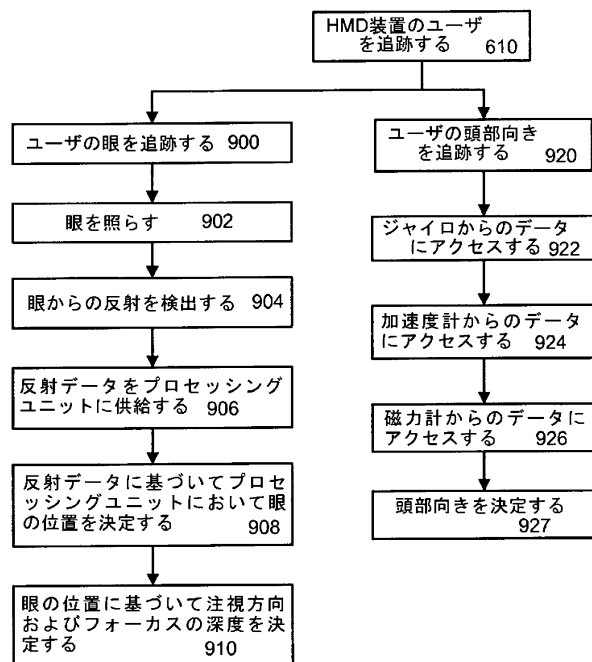 HMD装置のユーザ
を追跡する 610
ユーザの眼を追跡する 900
眼を照らす 902
眼からの反射を検出する 904
反射データをプロセッシング
ユニットに供給する 906
反射データに基づいてプロセ
ッシングユニットにおいて眼
の位置を決定する 908
眼の位置に基づいて注視方向
およびフォーカスの深度を決
定する 910
ユーザの頭部向き
を追跡する 920
ジャイロからのデータ
にアクセスする 922
加速度計からのデータ
にアクセスする 924
磁力計からのデータに
アクセスする 926
頭部向きを決定する
927